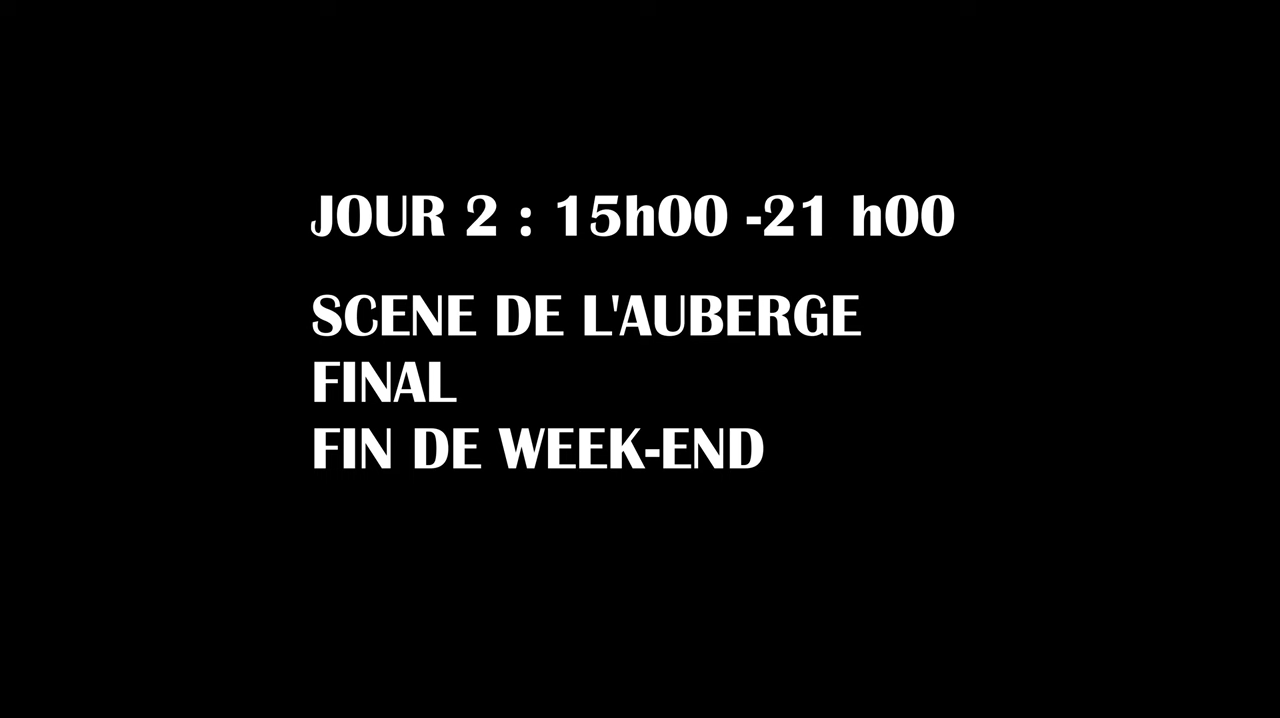 JOUR 2 : 15h00 -21 h00
SCENE DE L'AUBERGE
FINAL
FIN DE WEEK-END